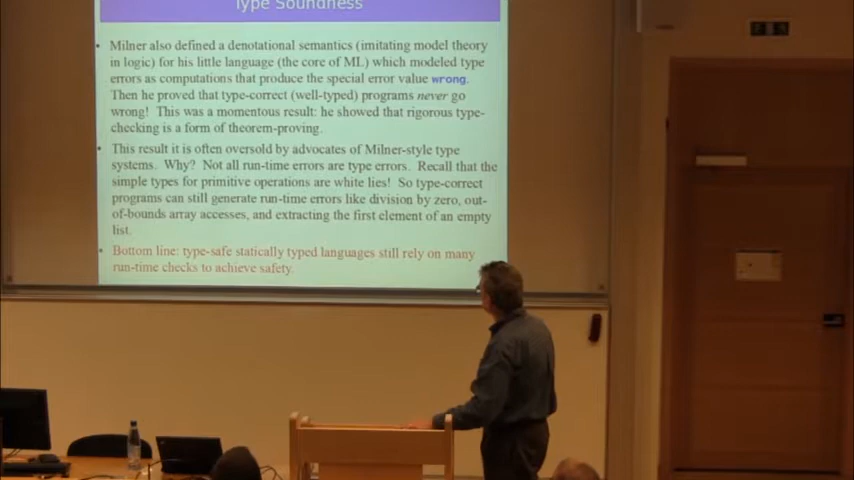 Type Soundness
• Milner also defined a denotational semantics (imitating model theory
in logic) for his little language (the core of ML) which modeled type
errors as computations that produce the special error value wrong.
Then he proved that type-correct (well-typed) programs never go
wrong! This was a momentous result: he showed that rigorous type-
checking is a form of theorem-proving.
• This result it is often oversold by advocates of Milner-style type
systems. Why? Not all run-time errors are type errors. Recall that the
simple types for primitive operations are white lies! So type-correct
programs can still generate run-time errors like division by zero, out-
of-bounds array accesses, and extracting the first element of an empty
list.
• Bottom line: type-safe statically typed languages still rely on many
run-time checks to achieve safety.